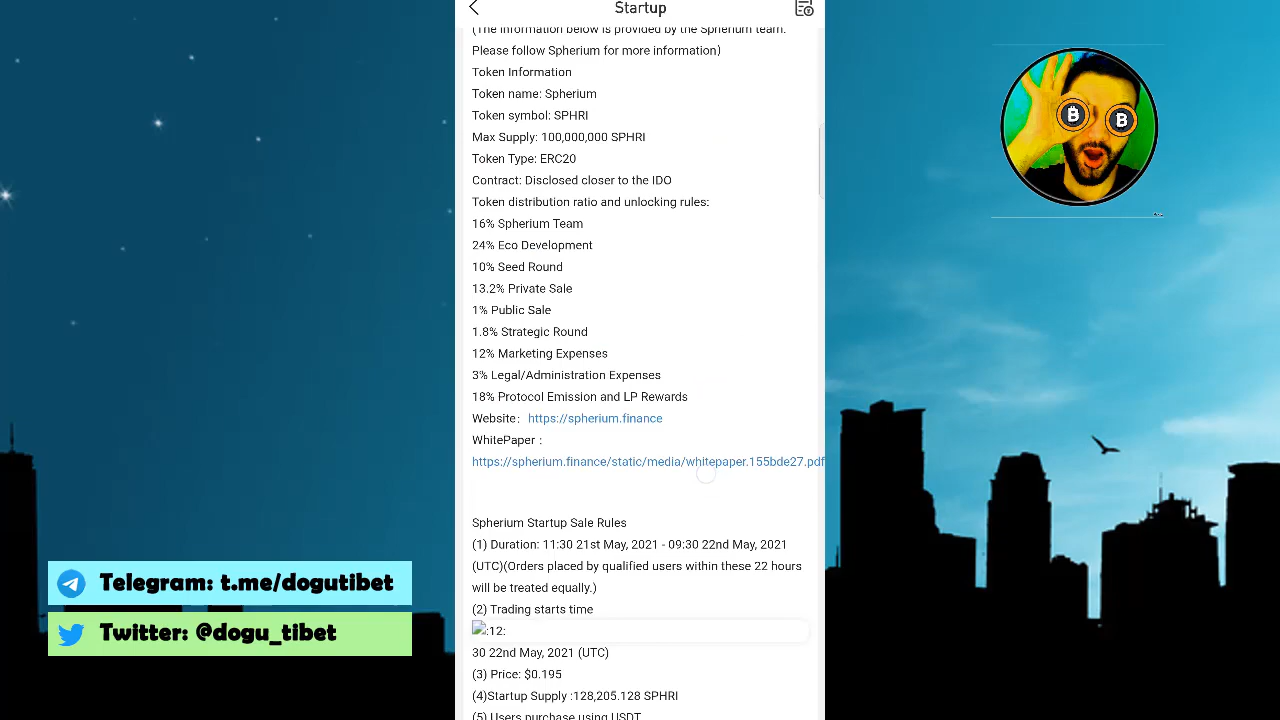 Startup
(The information below is provided by the Spherium team.
Please follow Spherium for more information)
Token Information
Token name: Spherium
Token symbol: SPHRI
Max Supply: 100,000,000 SPHRI
Token Type: ERC20
Contract: Disclosed closer to the IDO
Token distribution ratio and unlocking rules:
16% Spherium Team
24% Eco Development
10% Seed Round
13.2% Private Sale
1% Public Sale
1.8% Strategic Round
12% Marketing Expenses
3% Legal/Administration Expenses
18% Protocol Emission and LP Rewards
Website: https://spherium.finance
WhitePaper :
https://spherium.finance/static/media/whitepaper.155bde27.pdf
Spherium Startup Sale Rules
(1) Duration: 11:30 21st May, 2021 - 09:30 22nd May, 2021
(UTC)(Orders placed by qualified users within these 22 hours
will be treated equally.)
(2) Trading starts time
:12:
30 22nd May, 2021 (UTC)
(3) Price: $0.195
(4)Startup Supply :128,205.128 SPHRI
(5) Users purchase using USDT
Telegram: t.me/dogutibet
Twitter: @dogu_tibet